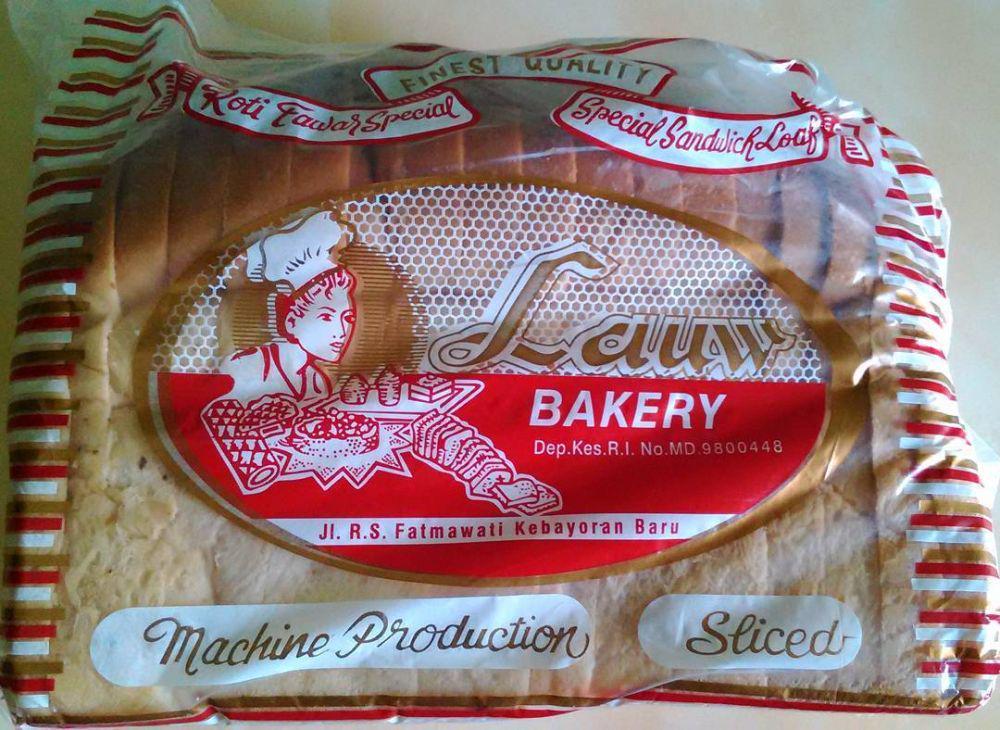 FINEST QUALITY
Roti Tawar Special
Special Sandwich Loaf
Lauw
BAKERY
Dep.Kes.R.I. No.MD.9800448
Jl. R.S. Fatmawati Kebayoran Baru
Machine Production
Sliced